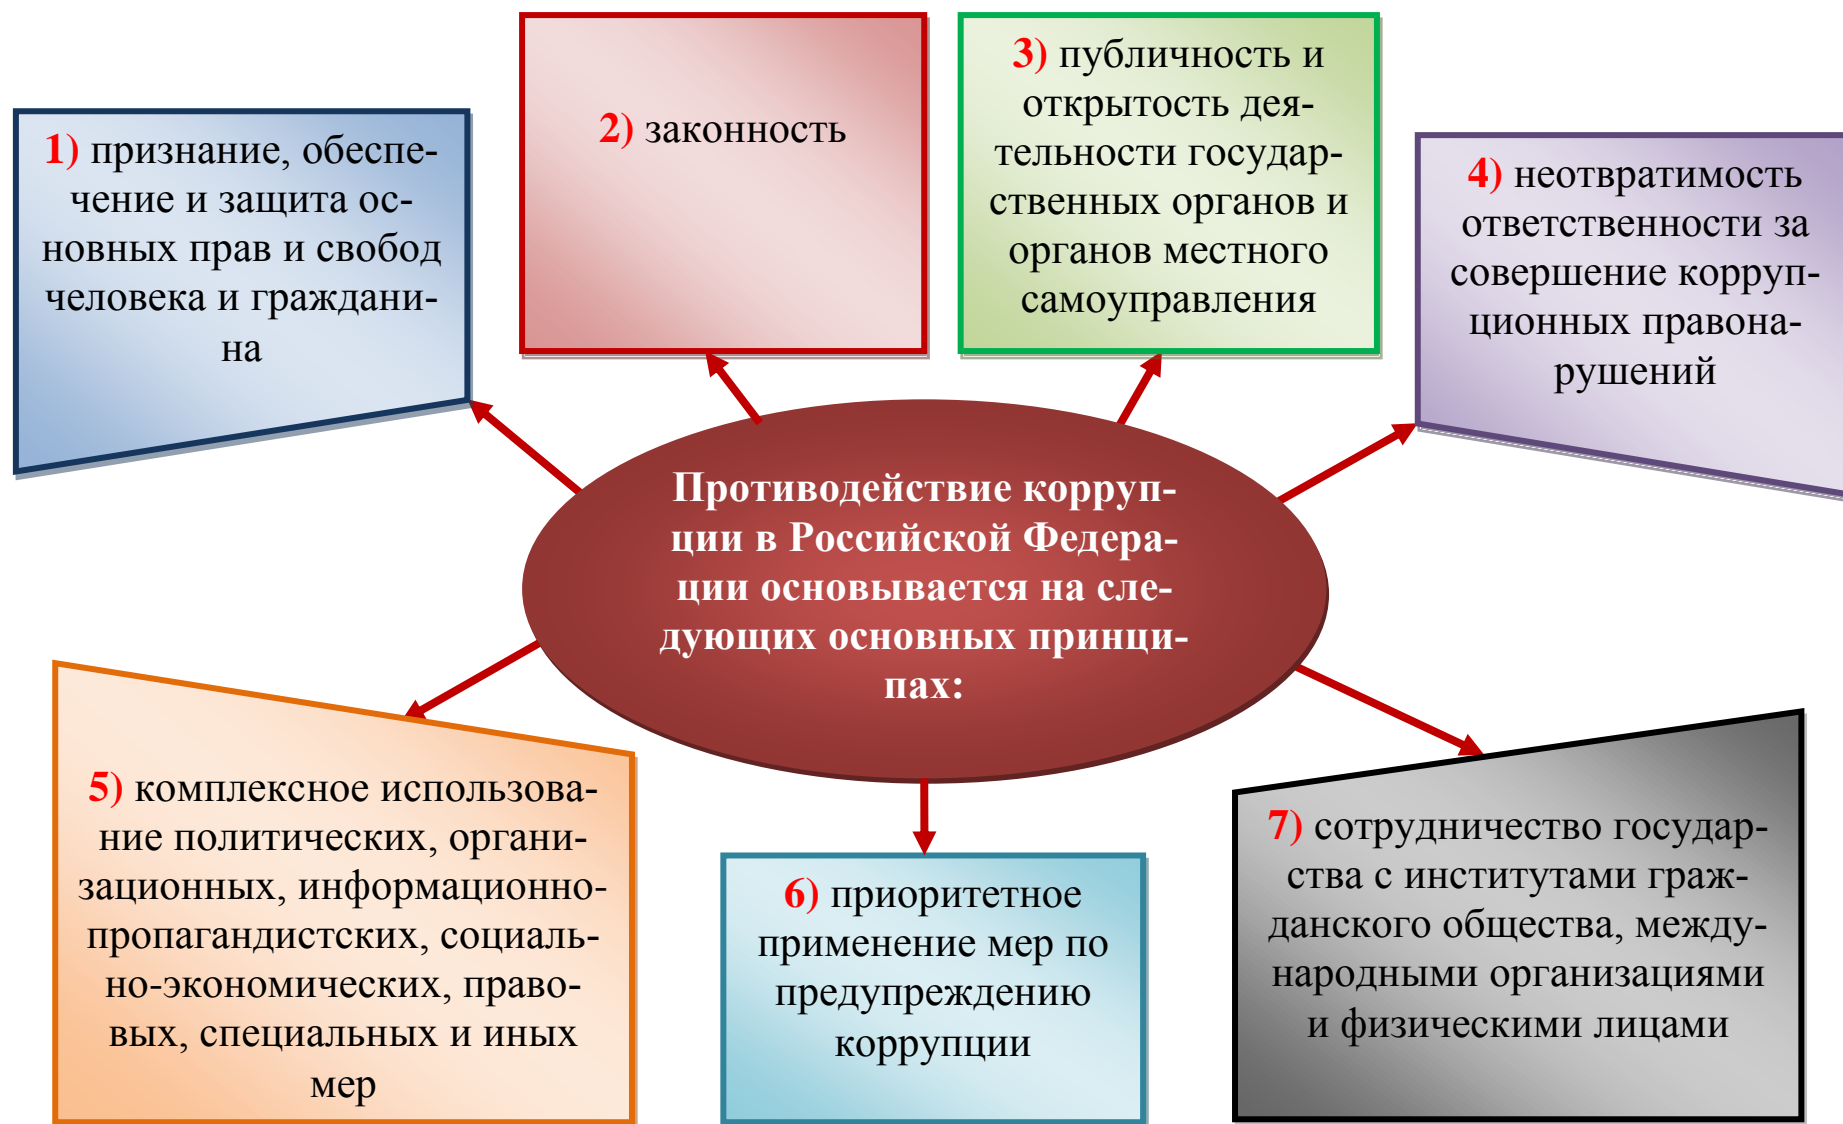 1) признание, обеспе-
чение и защита ос-
новных прав и свобод
человека и граждани-
на
2) законность
3) публичность и
открытость дея-
тельности государ-
ственных органов и
органов местного
самоуправления
4) неотвратимость
ответственности за
совершение корруп-
ционных правона-
рушений
Противодействие корруп-
ции в Российской Федера-
ции основывается на сле-
дующих основных принци-
пах:
5) комплексное использова-
ние политических, органи-
зационных, информационно-
пропагандистских, социаль-
но-экономических, право-
вых, специальных и иных
мер
6) приоритетное
применение мер по
предупреждению
коррупции
7) сотрудничество государ-
ства с институтами граж-
данского общества, между-
народными организациями
и физическими лицами